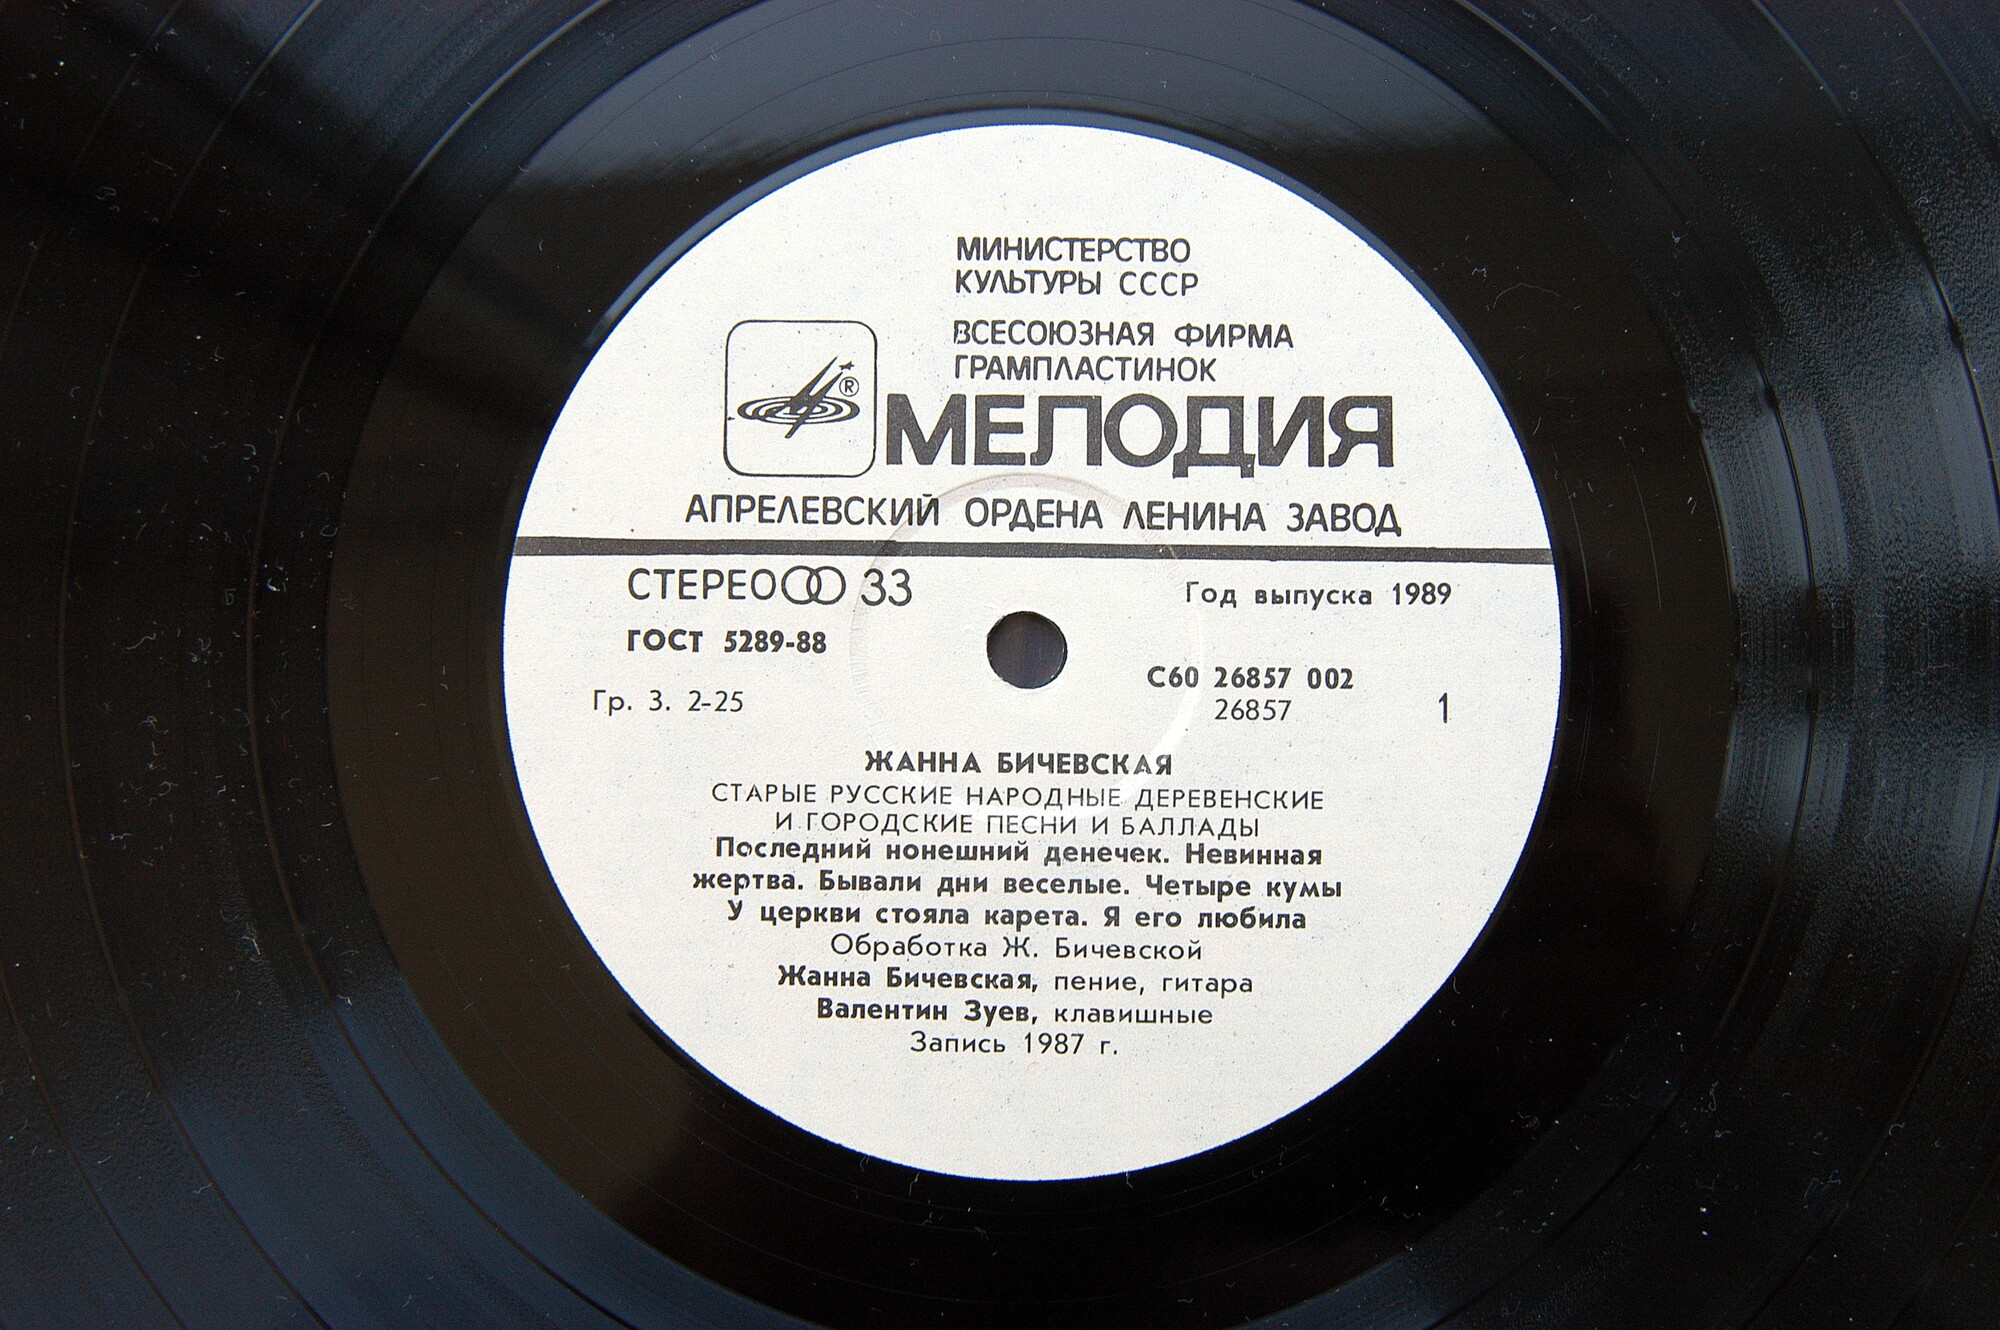 МИНИСТЕРСТВО
КУЛЬТУРЫ СССР
ВСЕСОЮЗНАЯ ФИРМА
ГРАМПЛАСТИНОК
®
МЕЛОДИЯ
АПРЕЛЕВСКИЙ ОРДЕНА ЛЕНИНА ЗАВОД
СТЕРЕО 33
Год выпуска 1989
ГОСТ 5289-88
С60 26857 002
Гр. 3. 2-25
26857
1
ЖАННА БИЧЕВСКАЯ
СТАРЫЕ РУССКИЕ НАРОДНЫЕ ДЕРЕВЕНСКИЕ
И ГОРОДСКИЕ ПЕСНИ И БАЛЛАДЫ
Последний нонешний денечек. Невинная
жертва. Бывали дни веселые. Четыре кумы
У церкви стояла карета. Я его любила
Обработка Ж. Бичевской
Жанна Бичевская, пение, гитара
Валентин Зуев, клавишные
Запись 1987 г.